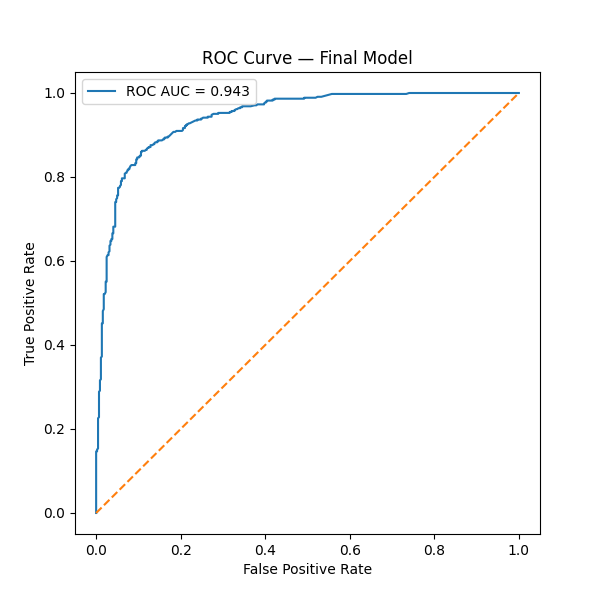 ROC Curve — Final Model
ROC AUC = 0.943
True Positive Rate
1.0
0.8
0.6
0.4
0.2
0.0
0.0 0.2 0.4 0.6 0.8 1.0
False Positive Rate